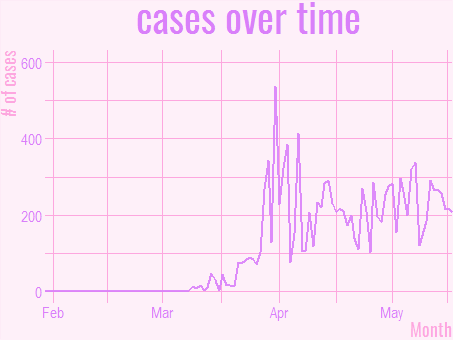 cases over time
# of cases
600
400
200
0
Feb Mar Apr May
Month